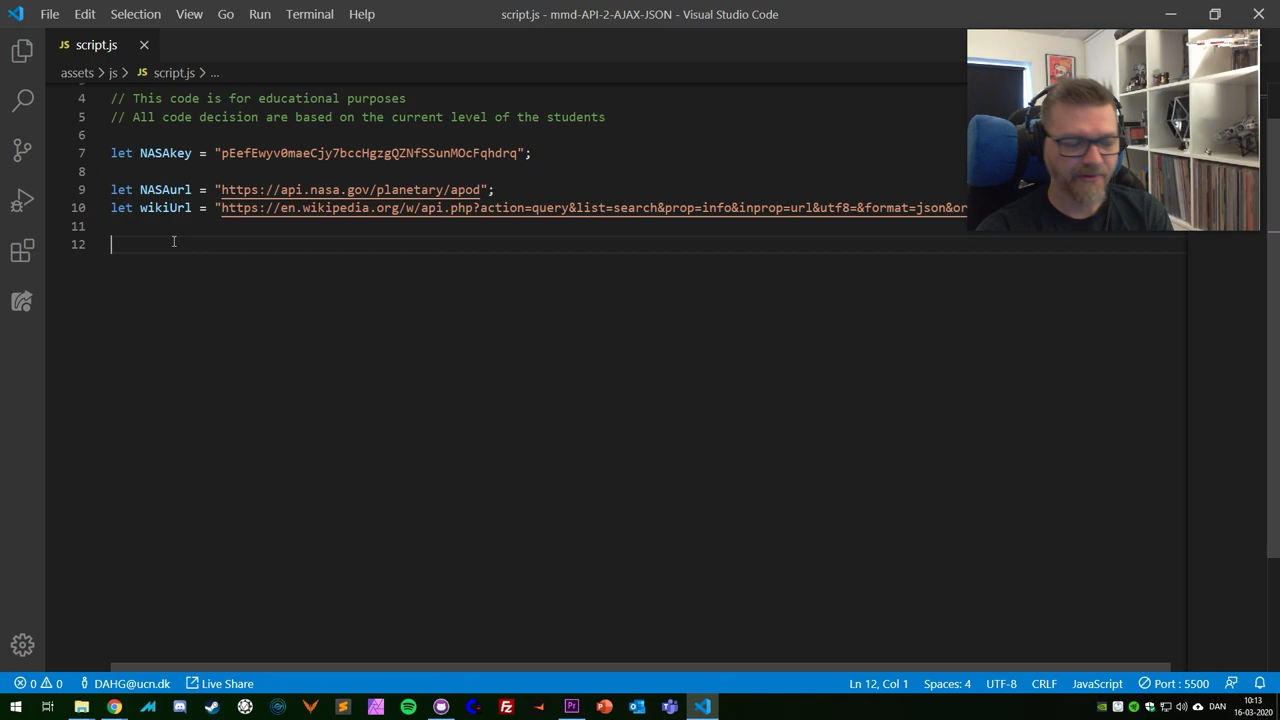 File Edit Selection View Go Run Terminal Help
script.js - mmd-API-2-AJAX-JSON - Visual Studio Code
JS script.js
assets > js > JS script.js > ...
4 // This code is for educational purposes
5 // All code decision are based on the current level of the students
6
7 let NASAkey = "pEefEwyv0maeCjy7bccHgzgQZNfSSunMOcFqhdrq";
8
9 let NASAurl = "https://api.nasa.gov/planetary/apod";
10 let wikiUrl = "https://en.wikipedia.org/w/api.php?action=query&list=search&prop=info&inprop=url&utf8=&format=json&or
11
12
0 0 DAHG@ucn.dk Live Share Ln 12, Col 1 Spaces: 4 UTF-8 CRLF JavaScript Port : 5500
DAN
10:13
16-03-2020